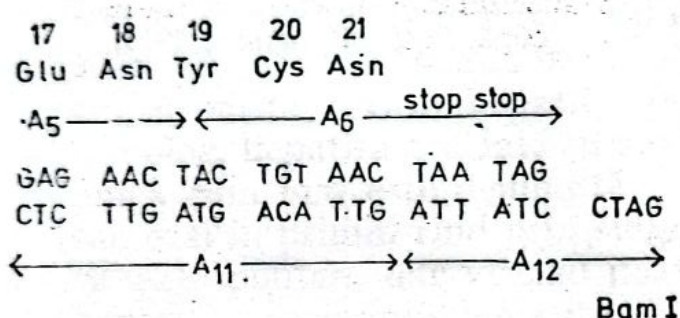 17 18 19 20 21
Glu Asn Tyr Cys Asn
A5 A6 stop stop
GAG AAC TAC TGT AAC TAA TAG
CTC TTG ATG ACA TTG ATT ATC CTAG
A11 A12
Bam I